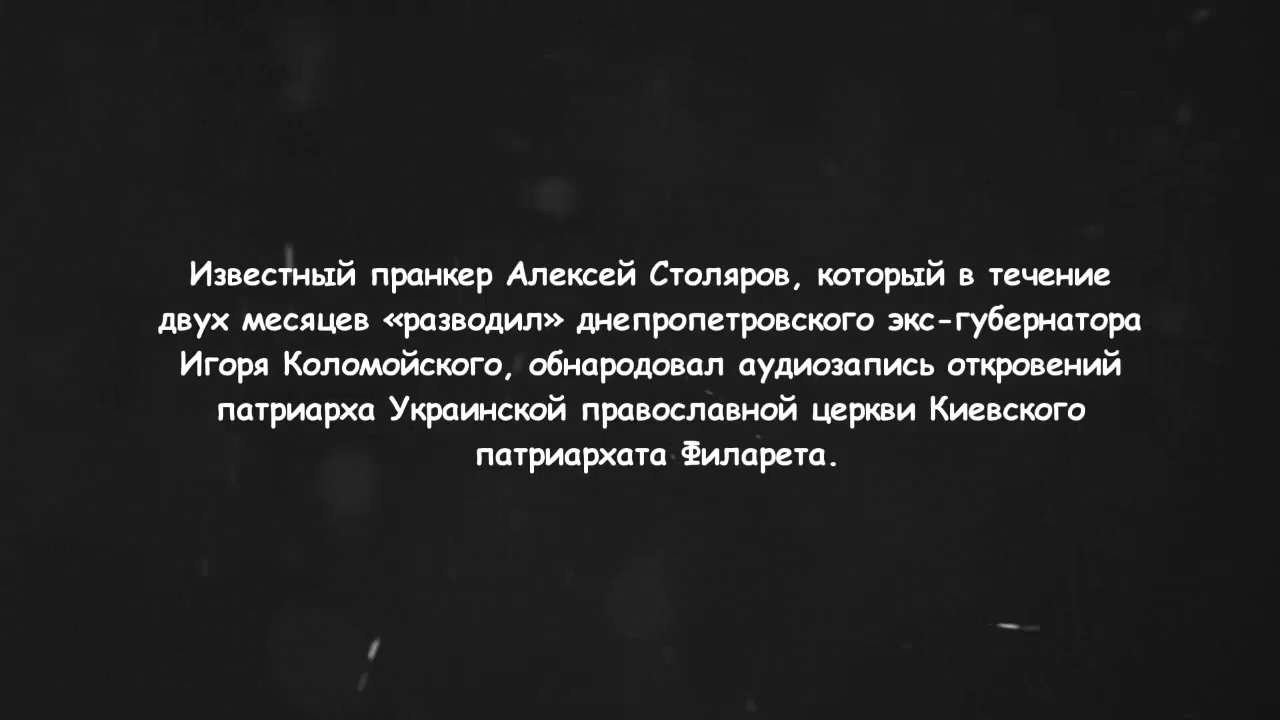 Известный пранкер Алексей Столяров, который в течение
двух месяцев «разводил» днепропетровского экс-губернатора
Игоря Коломойского, обнародовал аудиозапись откровений
патриарха Украинской православной церкви Киевского
патриархата Филарета.